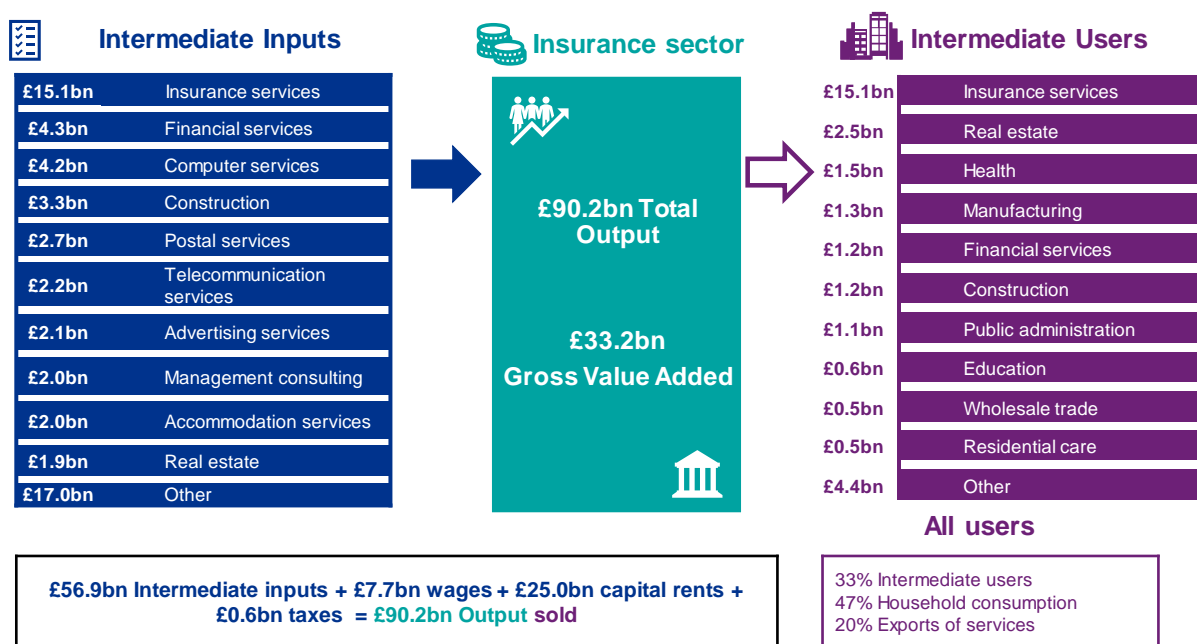 Intermediate Inputs
£15.1bn Insurance services
£4.3bn Financial services
£4.2bn Computer services
£3.3bn Construction
£2.7bn Postal services
£2.2bn Telecommunication
services
£2.1bn Advertising services
£2.0bn Management consulting
£2.0bn Accommodation services
£1.9bn Real estate
£17.0bn Other
Insurance sector
£90.2bn Total
Output
£33.2bn
Gross Value Added
Intermediate Users
£15.1bn Insurance services
£2.5bn Real estate
£1.5bn Health
£1.3bn Manufacturing
£1.2bn Financial services
£1.2bn Construction
£1.1bn Public administration
£0.6bn Education
£0.5bn Wholesale trade
£0.5bn Residential care
£4.4bn Other
All users
£56.9bn Intermediate inputs + £7.7bn wages + £25.0bn capital rents +
£0.6bn taxes = £90.2bn Output sold
33% Intermediate users
47% Household consumption
20% Exports of services